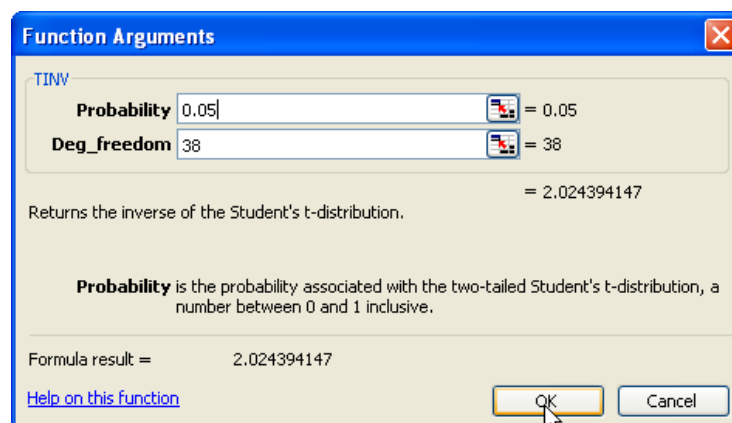 Function Arguments
TINV
Probability 0.05 = 0.05
Deg_freedom 38 = 38
= 2.024394147
Returns the inverse of the Student's t-distribution.
Probability is the probability associated with the two-tailed Student's t-distribution, a
number between 0 and 1 inclusive.
Formula result = 2.024394147
Help on this function OK Cancel